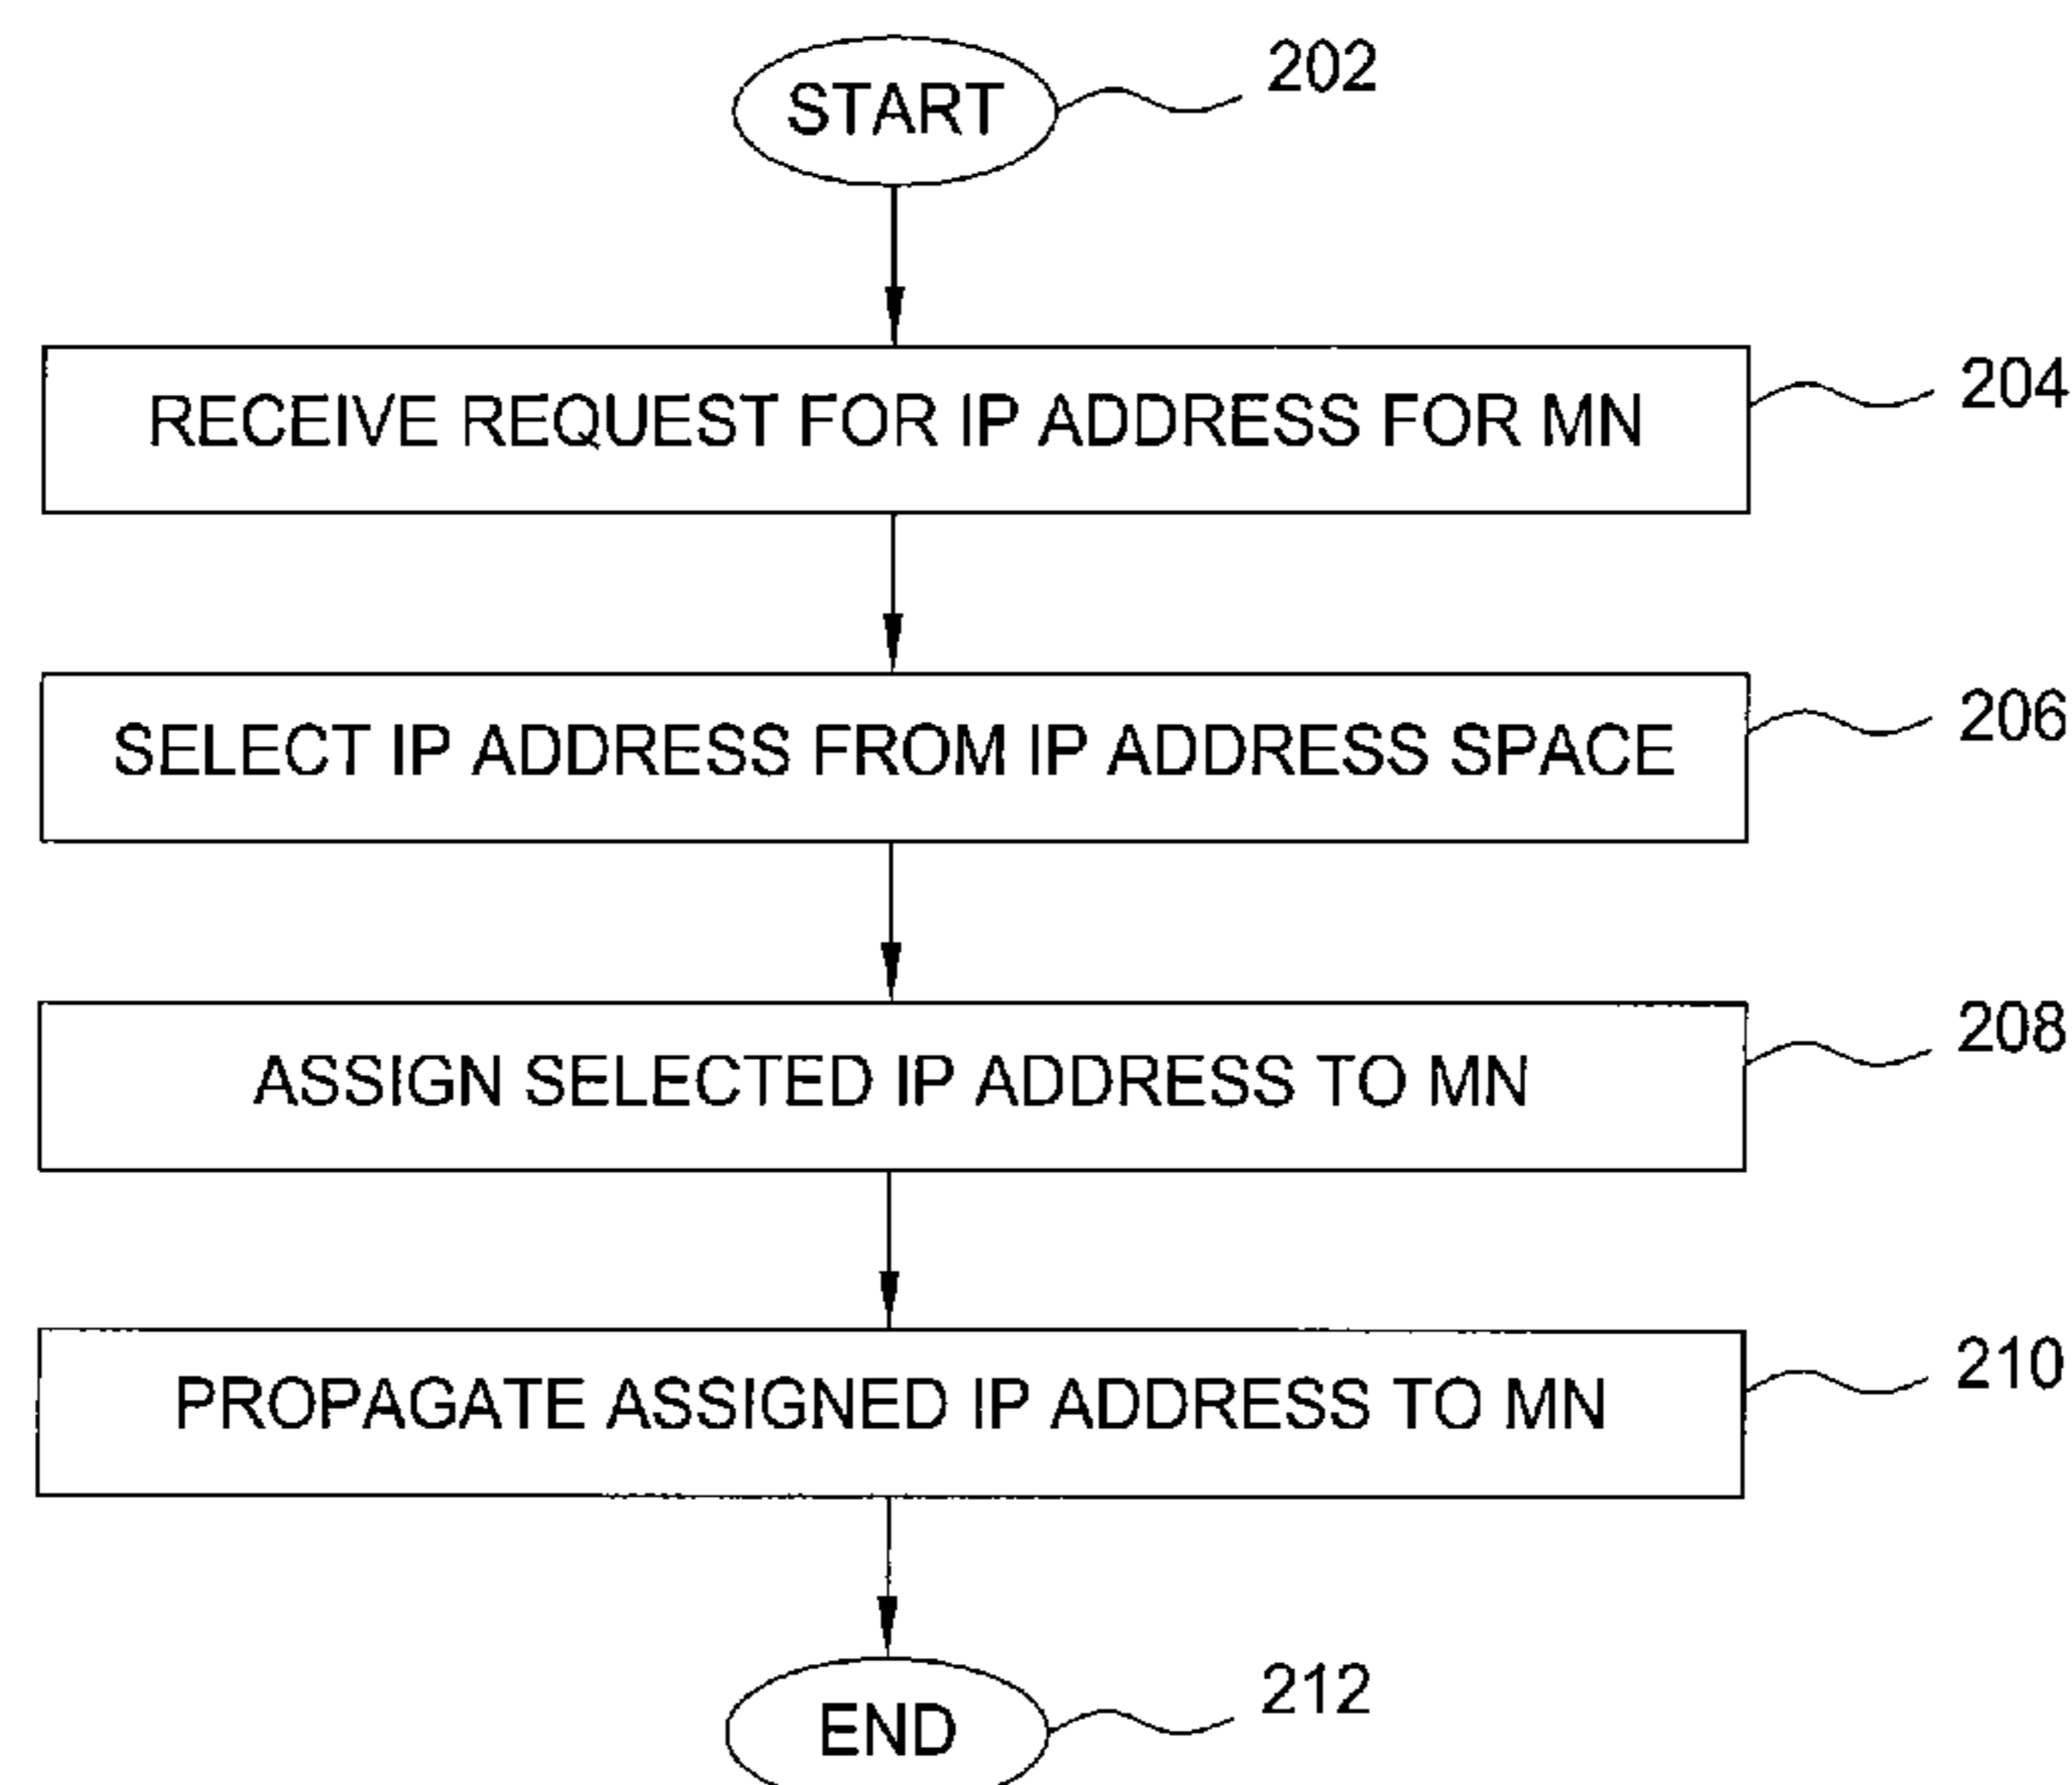 START
202
RECEIVE REQUEST FOR IP ADDRESS FOR MN
204
SELECT IP ADDRESS FROM IP ADDRESS SPACE
206
ASSIGN SELECTED IP ADDRESS TO MN
208
PROPAGATE ASSIGNED IP ADDRESS TO MN
210
END
212